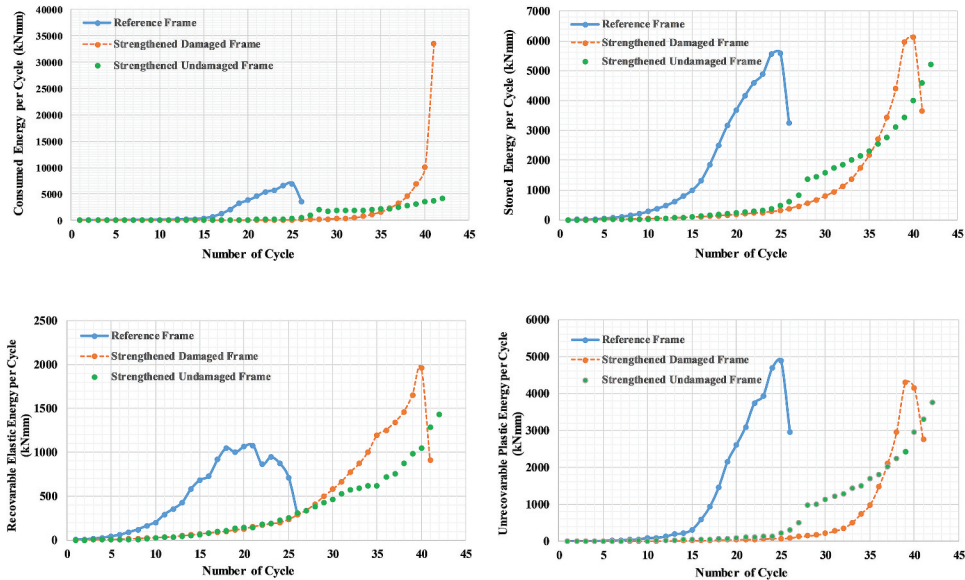 40000
35000
30000
25000
20000
15000
10000
5000
0
Consumed Energy per Cycle (kNmm)
Reference Frame
Strengthened Damaged Frame
Strengthened Undamaged Frame
0 5 10 15 20 25 30 35 40 45
Number of Cycle
7000
6000
5000
4000
3000
2000
1000
0
Stored Energy per Cycle (kNmm)
Reference Frame
Strengthened Damaged Frame
Strengthened Undamaged Frame
0 5 10 15 20 25 30 35 40 45
Number of Cycle
2500
2000
1500
1000
500
0
Recovarable Elastic Energy per Cycle
(kNmm)
Reference Frame
Strengthened Damaged Frame
Strengthened Undamaged Frame
0 5 10 15 20 25 30 35 40 45
Number of Cycle
6000
5000
4000
3000
2000
1000
0
Unrecovarable Plastic Energy per Cycle
(kNmm)
Reference Frame
Strengthened Damaged Frame
Strengthened Undamaged Frame
0 5 10 15 20 25 30 35 40 45
Number of Cycle